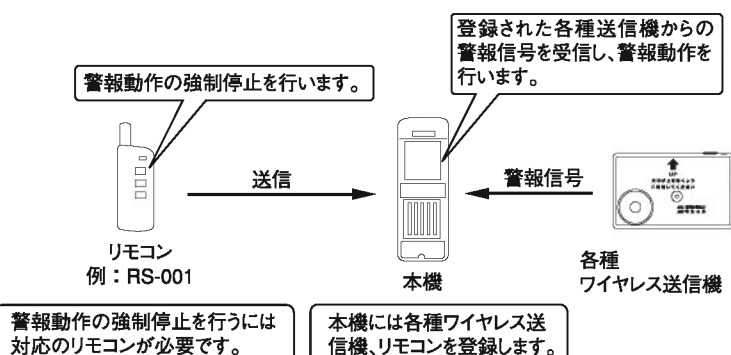 登録された各種送信機からの
警報信号を受信し、警報動作を
行います。
警報動作の強制停止を行います。
送信
警報信号
UP
リモコン
例：RS-001
本機
各種
ワイヤレス送信機
警報動作の強制停止を行うには
対応のリモコンが必要です。
本機には各種ワイヤレス送
信機、リモコンを登録します。